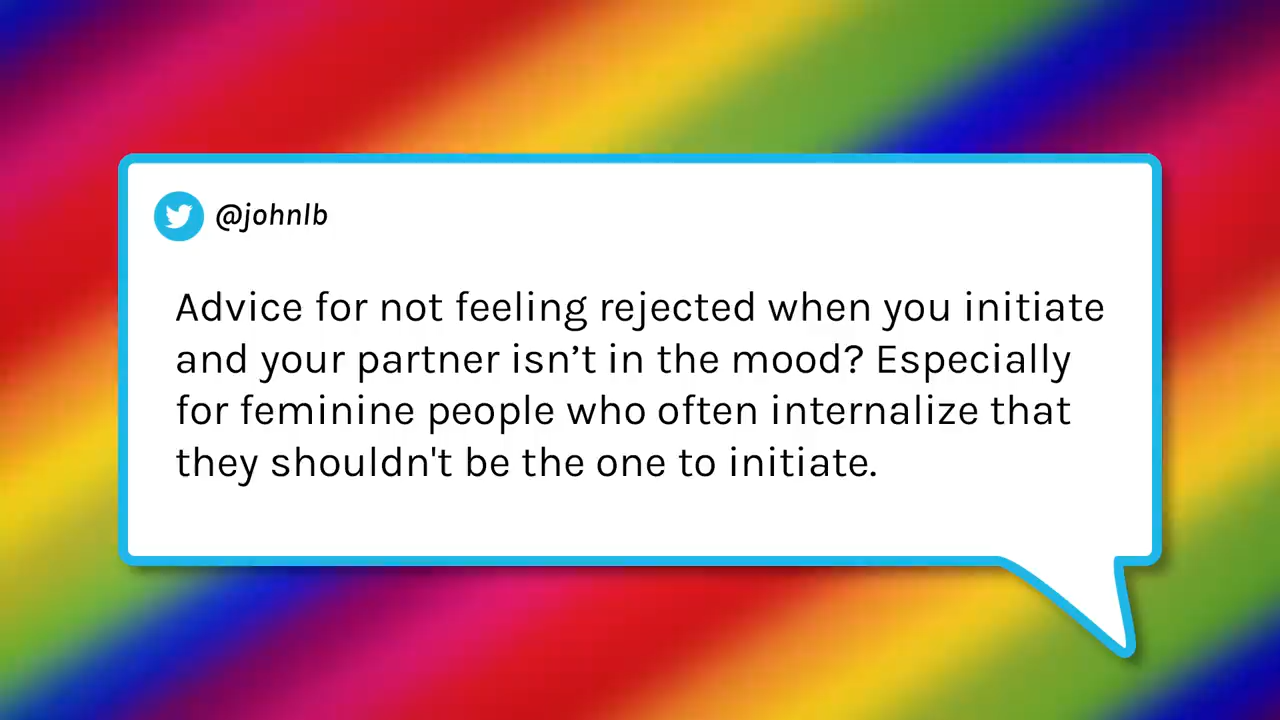 @johnlb
Advice for not feeling rejected when you initiate
and your partner isn’t in the mood? Especially
for feminine people who often internalize that
they shouldn't be the one to initiate.